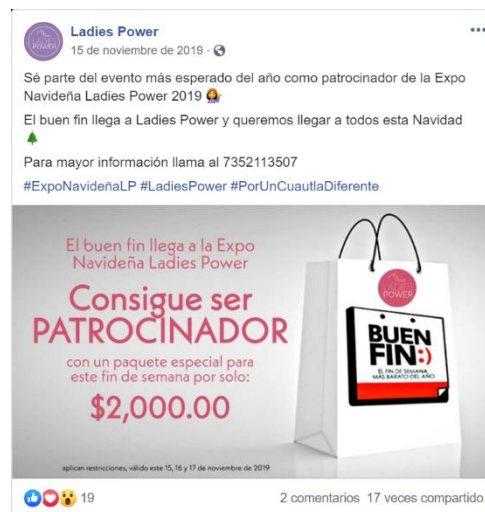 LADIES
POWER
Ladies Power
15 de noviembre de 2019 ·
Sé parte del evento más esperado del año como patrocinador de la Expo
Navideña Ladies Power 2019
El buen fin llega a Ladies Power y queremos llegar a todos esta Navidad
Para mayor información llama al 7352113507
#ExpoNavideñaLP #LadiesPower #PorUnCuautlaDiferente
El buen fin llega a la Expo
Navideña Ladies Power
Consigue ser
PATROCINADOR
con un paquete especial para
este fin de semana por solo:
$2,000.00
aplican restricciones, válido este 15, 16 y 17 de noviembre de 2019
LADIES
POWER
BUEN
FIN:)
EL FIN DE SEMANA,
MÁS BARATO DEL AÑO
19
2 comentarios 17 veces compartido